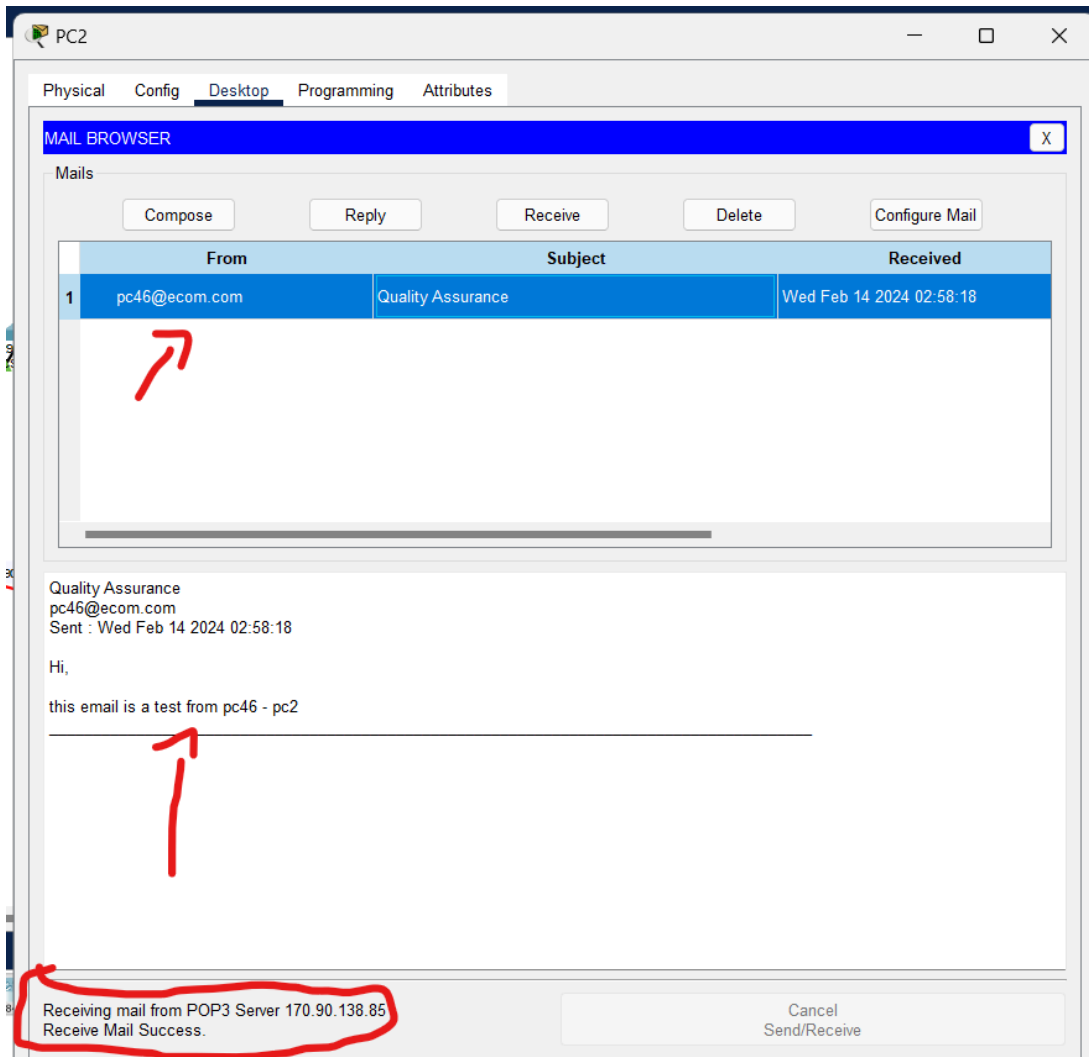 PC2
Physical Config Desktop Programming Attributes
MAIL BROWSER X
Mails
Compose Reply Receive Delete Configure Mail
From Subject Received
1 pc46@ecom.com Quality Assurance Wed Feb 14 2024 02:58:18
Quality Assurance
pc46@ecom.com
Sent : Wed Feb 14 2024 02:58:18
Hi,
this email is a test from pc46 - pc2
Receiving mail from POP3 Server 170.90.138.85
Receive Mail Success.
Cancel
Send/Receive